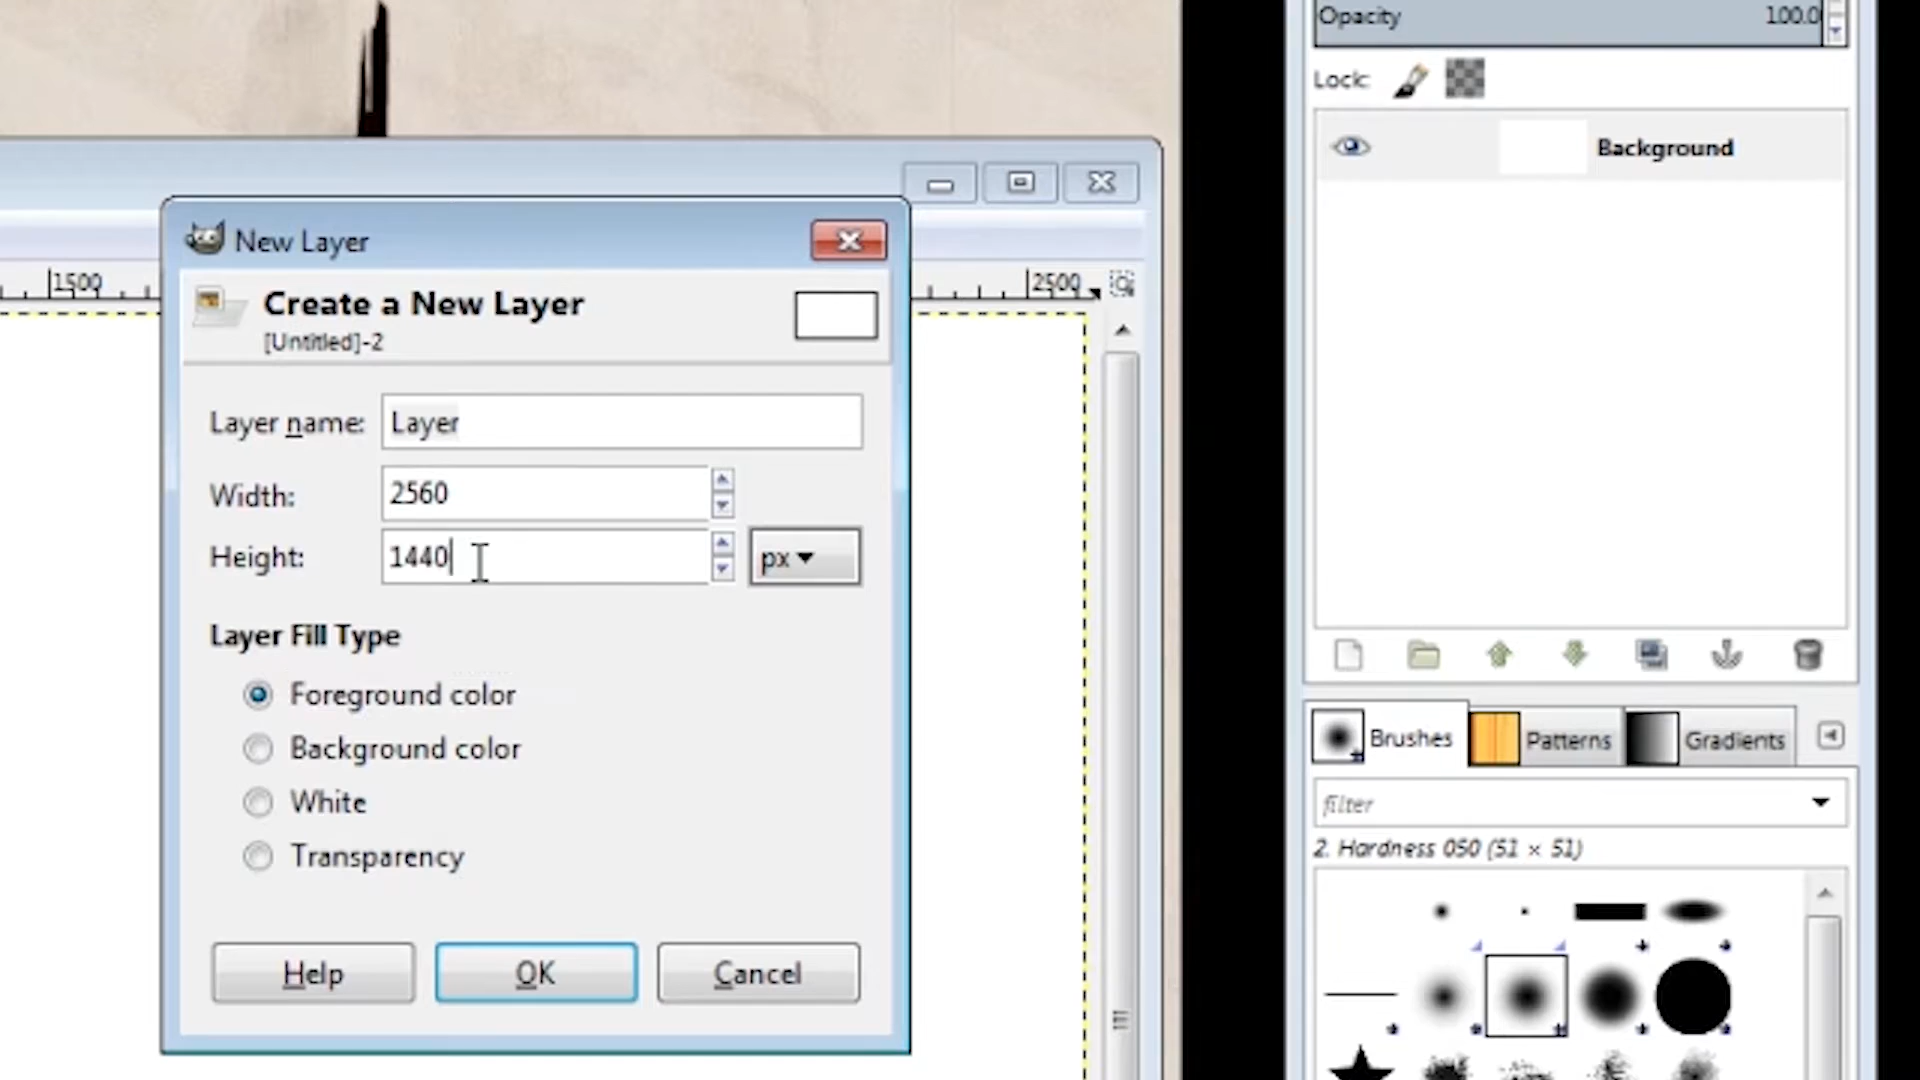 Opacity 100.0
Lock:
Background
New Layer
1500
2500
Create a New Layer
[Untitled]-2
Layer name: Layer
Width: 2560
Height: 1440 px
Layer Fill Type
Foreground color
Background color
White
Transparency
Help OK Cancel
Brushes Patterns Gradients
filter
2. Hardness 050 (51 × 51)